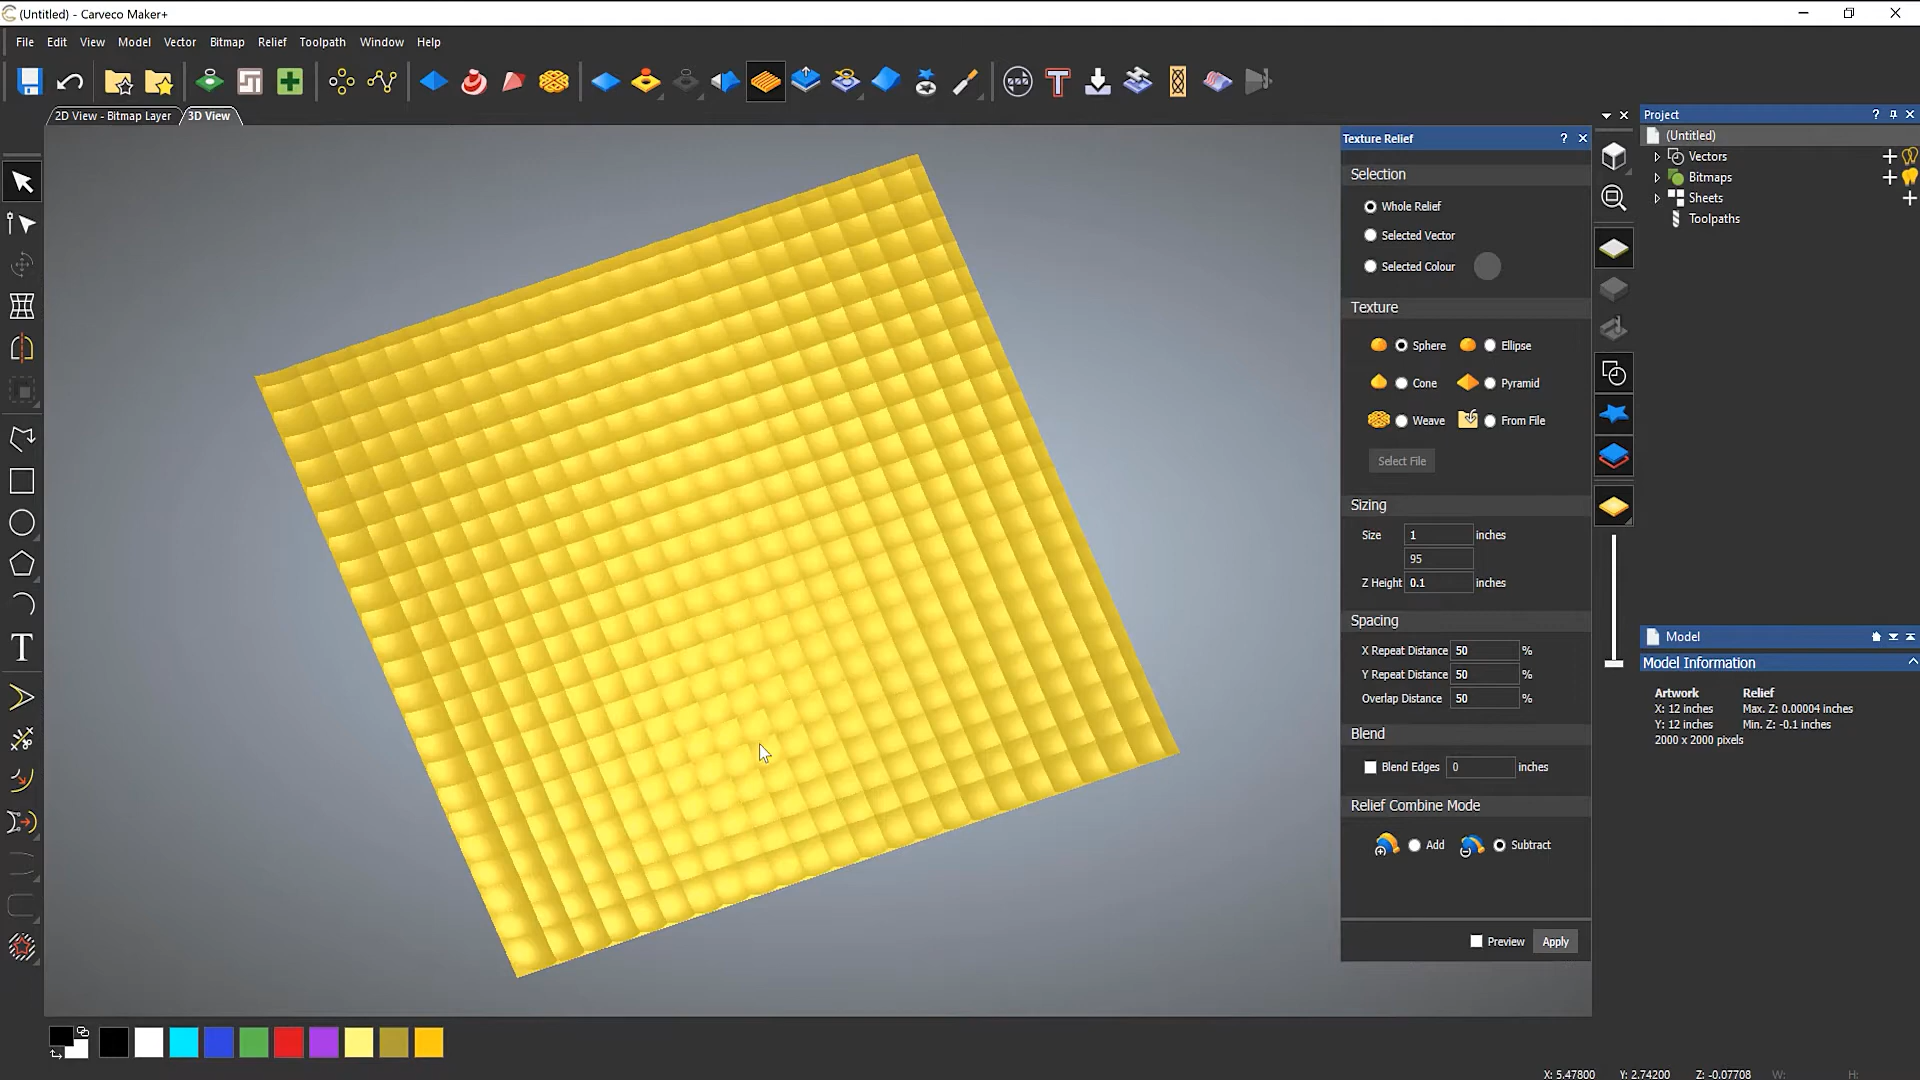 (Untitled) - Carveco Maker+
File Edit View Model Vector Bitmap Relief Toolpath Window Help
2D View - Bitmap Layer 3D View
Texture Relief ?
Selection
Whole Relief
Selected Vector
Selected Colour
Texture
Sphere Ellipse
Cone Pyramid
Weave From File
Select File
Sizing
Size 1 inches
95
Z Height 0.1 inches
Spacing
X Repeat Distance 50 %
Y Repeat Distance 50 %
Overlap Distance 50 %
Blend
Blend Edges 0 inches
Relief Combine Mode
Add Subtract
Preview Apply
Project ?
(Untitled)
Vectors
Bitmaps
Sheets
Toolpaths
Model
Model Information
Artwork Relief
X: 12 inches Max. Z: 0.00004 inches
Y: 12 inches Min. Z: -0.1 inches
2000 x 2000 pixels
X: 5.47800 Y: 2.74200 Z: -0.07708 W: H: